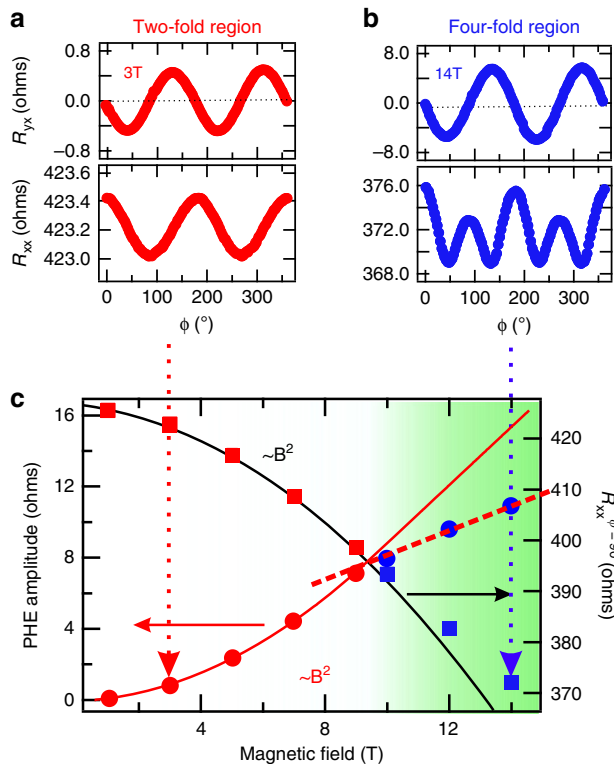 a
Two-fold region
3T
R_yx (ohms)
0.8
0.0
−0.8
R_xx (ohms)
423.6
423.4
423.2
423.0
0 100 200 300
ϕ (°)
b
Four-fold region
14T
8.0
0.0
−8.0
376.0
372.0
368.0
0 100 200 300
ϕ (°)
c
PHE amplitude (ohms)
16
12
8
4
0
~B²
~B²
420
410
400
390
380
370
4 8 12
Magnetic field (T)
(ohms)